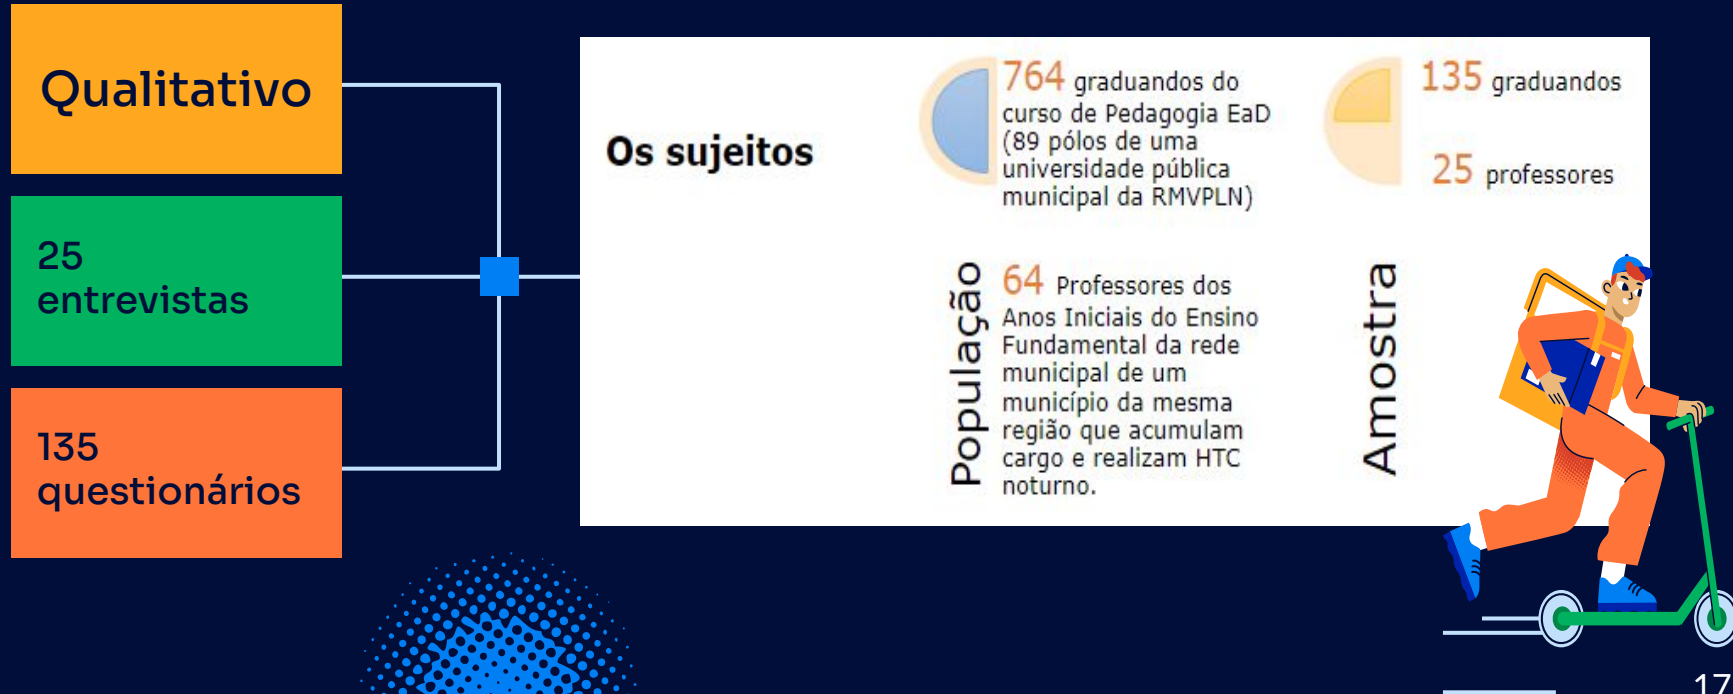 Qualitativo
25
entrevistas
135
questionários
Os sujeitos
764 graduandos do
curso de Pedagogia EaD
(89 pólos de uma
universidade pública
municipal da RMVPLN)
135 graduandos
25 professores
População
64 Professores dos
Anos Iniciais do Ensino
Fundamental da rede
municipal de um
município da mesma
região que acumulam
cargo e realizam HTC
noturno.
Amostra
17